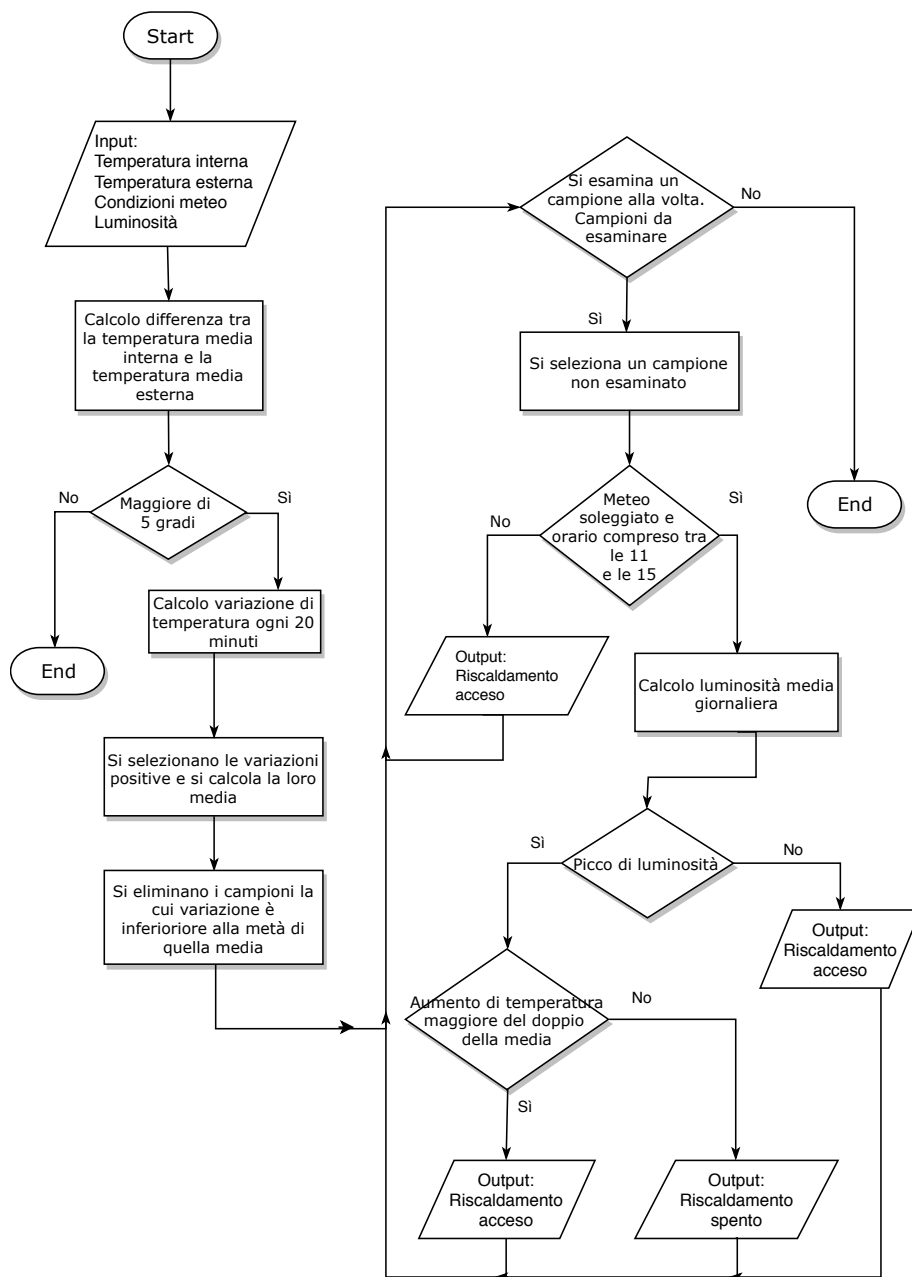 Start
Input:
Temperatura interna
Temperatura esterna
Condizioni meteo
Luminosità
Calcolo differenza tra
la temperatura media
interna e la
temperatura media
esterna
Maggiore di
5 gradi
No
Sì
End
Calcolo variazione di
temperatura ogni 20
minuti
Si selezionano le variazioni
positive e si calcola la loro
media
Si eliminano i campioni la
cui variazione è
inferioriore alla metà di
quella media
Si esamina un
campione alla volta.
Campioni da
esaminare
No
Sì
End
Si seleziona un campione
non esaminato
Meteo
soleggiato e
orario compreso tra
le 11
e le 15
No
Sì
Output:
Riscaldamento
acceso
Calcolo luminosità media
giornaliera
Picco di luminosità
Sì
No
Output:
Riscaldamento
acceso
Aumento di temperatura
maggiore del doppio
della media
No
Sì
Output:
Riscaldamento
acceso
Output:
Riscaldamento
spento